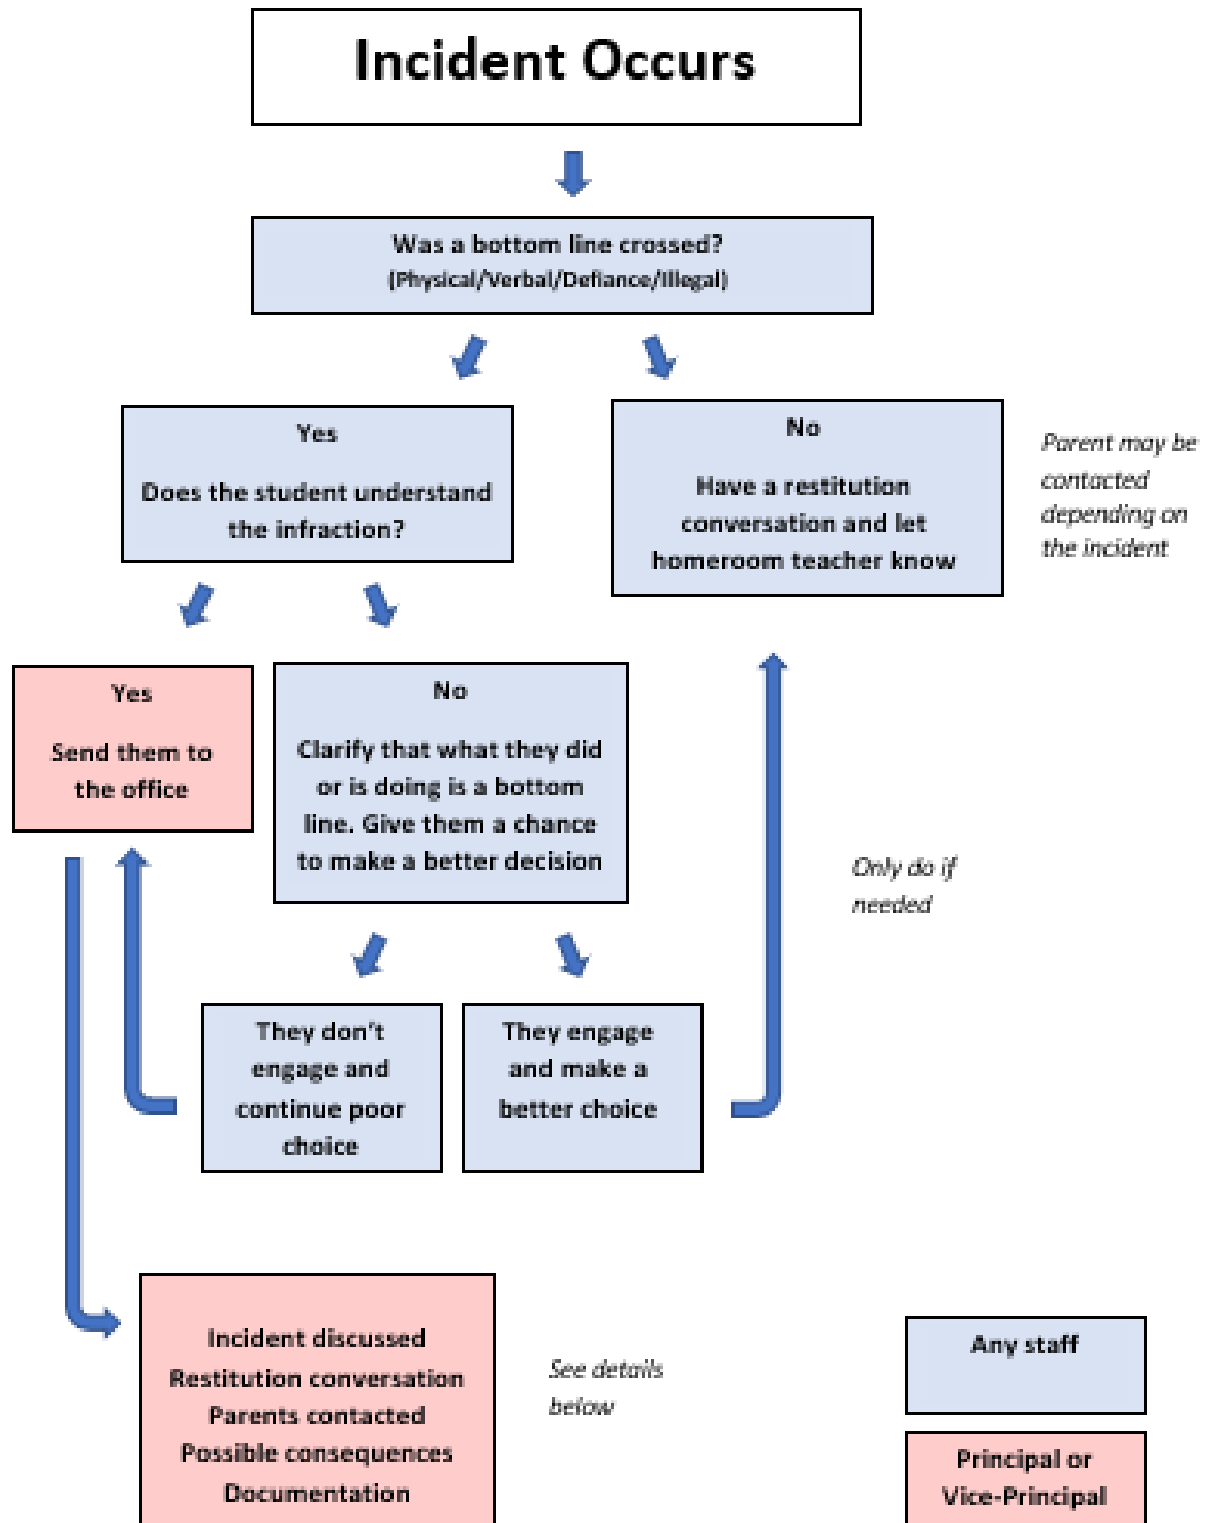 Incident Occurs
Was a bottom line crossed?
(Physical/Verbal/Defiance/Illegal)
Yes
Does the student understand
the infraction?
No
Have a restitution
conversation and let
homeroom teacher know
Parent may be
contacted
depending on
the incident
Yes
Send them to
the office
No
Clarify that what they did
or is doing is a bottom
line. Give them a chance
to make a better decision
Only do if
needed
They don't
engage and
continue poor
choice
They engage
and make a
better choice
Incident discussed
Restitution conversation
Parents contacted
Possible consequences
Documentation
See details
below
Any staff
Principal or
Vice-Principal